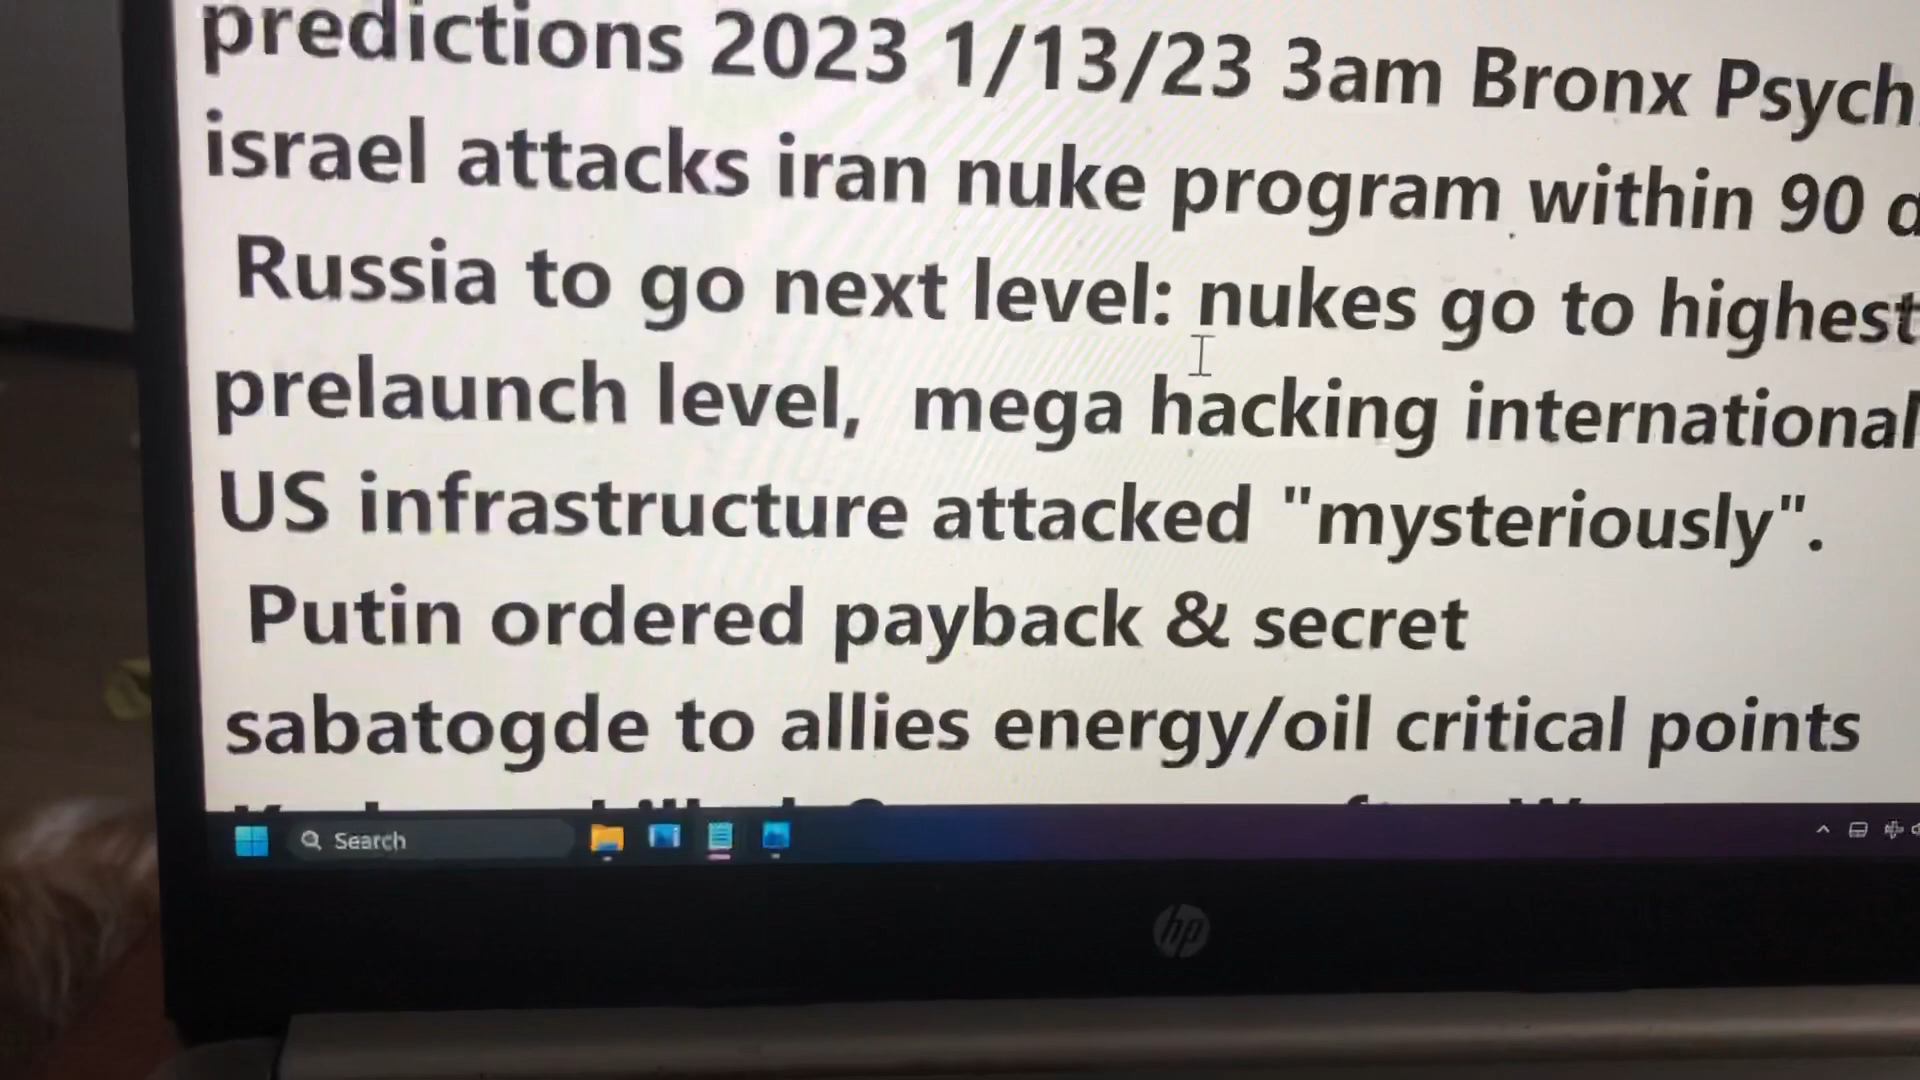 predictions 2023 1/13/23 3am Bronx Psych
israel attacks iran nuke program within 90
Russia to go next level: nukes go to highest
prelaunch level,  mega hacking international
US infrastructure attacked "mysteriously".
Putin ordered payback & secret
sabatogde to allies energy/oil critical points
Search
hp